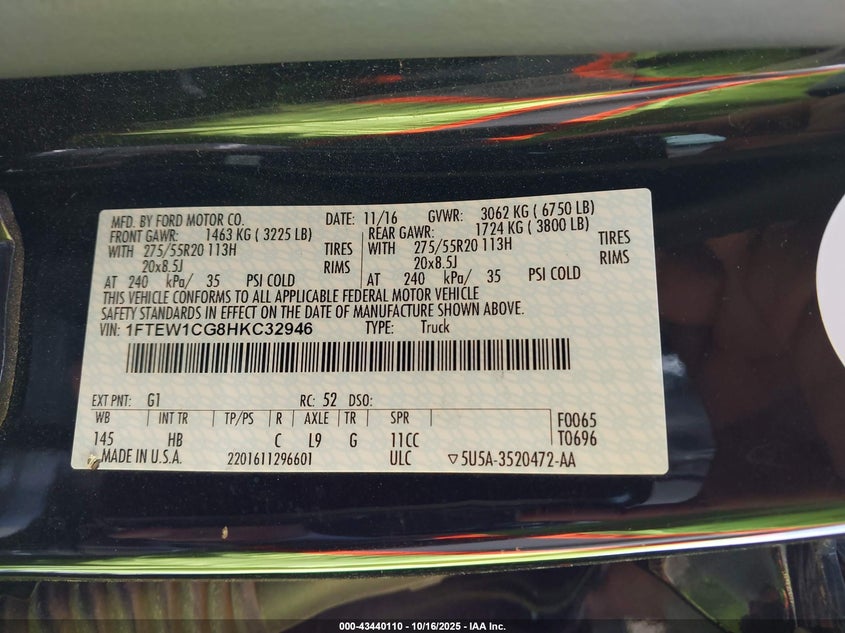 MFD. BY FORD MOTOR CO. DATE: 11/16 GVWR: 3062 KG ( 6750 LB)
FRONT GAWR: 1463 KG ( 3225 LB) REAR GAWR: 1724 KG ( 3800 LB)
WITH 275/55R20 113H TIRES WITH 275/55R20 113H TIRES
20x8.5J RIMS 20x8.5J RIMS
AT 240 kPa/ 35 PSI COLD AT 240 kPa/ 35 PSI COLD
THIS VEHICLE CONFORMS TO ALL APPLICABLE FEDERAL MOTOR VEHICLE
SAFETY STANDARDS IN EFFECT ON THE DATE OF MANUFACTURE SHOWN ABOVE.
VIN: 1FTEW1CG8HKC32946 TYPE: Truck
EXT PNT: G1 RC: 52 DSO:
WB INT TR TP/PS R AXLE TR SPR F0065
145 HB C L9 G 11CC T0696
MADE IN U.S.A. 2201611296601 ULC ▽5U5A-3520472-AA
000-43440110 - 10/16/2025 - IAA Inc.